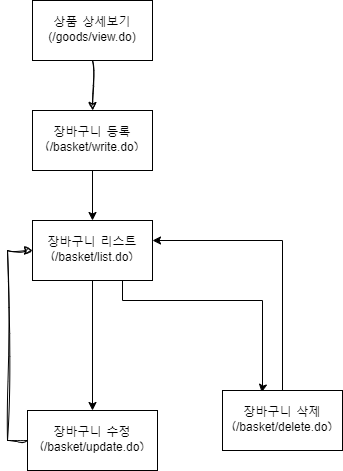 상품 상세보기
(/goods/view.do)
장바구니 등록
(/basket/write.do)
장바구니 리스트
(/basket/list.do)
장바구니 수정
(/basket/update.do)
장바구니 삭제
(/basket/delete.do)